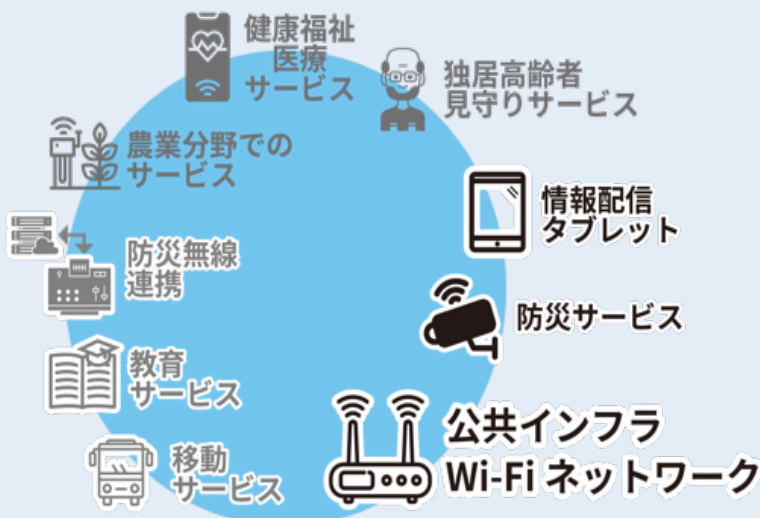 健康福祉
医療
サービス
独居高齢者
見守りサービス
農業分野での
サービス
情報配信
タブレット
防災無線
連携
防災サービス
教育
サービス
公共インフラ
Wi-Fi ネットワーク
移動
サービス